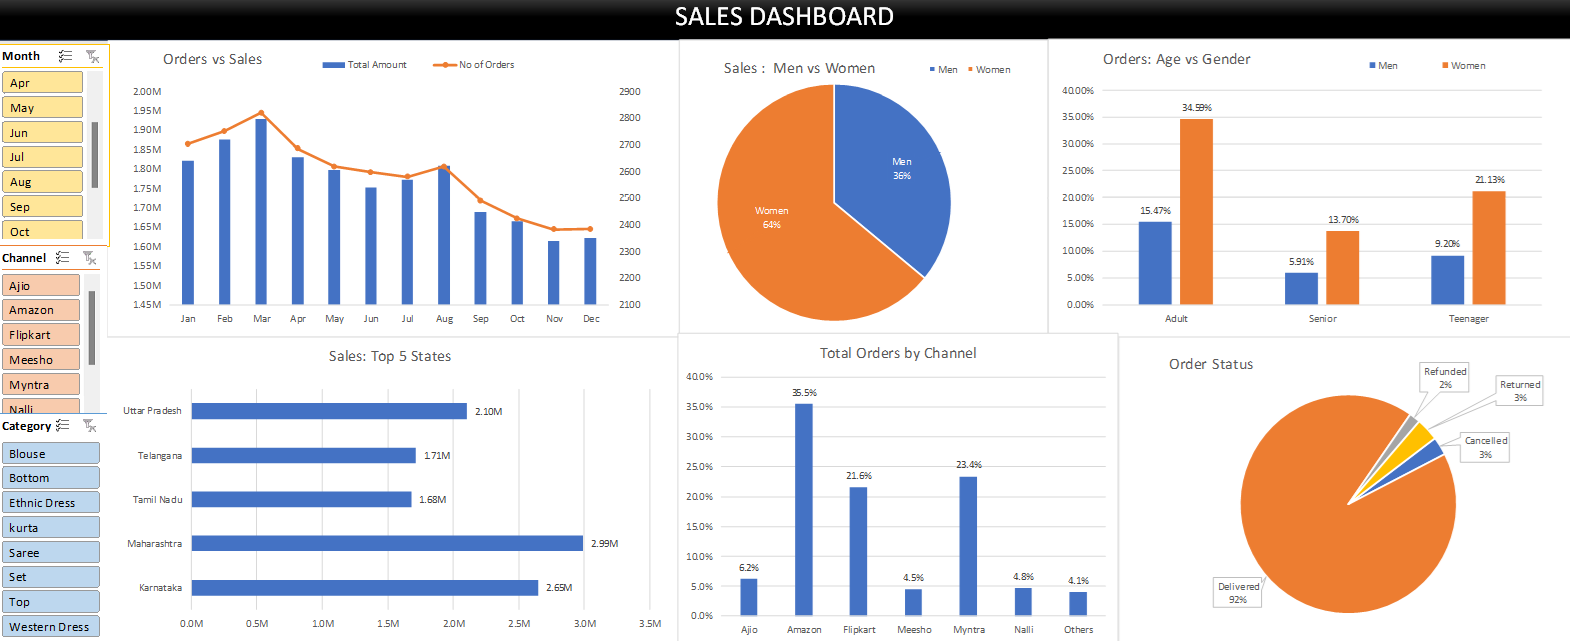 SALES DASHBOARD
Month
Apr
May
Jun
Jul
Aug
Sep
Oct
Channel
Ajio
Amazon
Flipkart
Meesho
Myntra
Nalli
Category
Blouse
Bottom
Ethnic Dress
kurta
Saree
Set
Top
Western Dress
Orders vs Sales
Total Amount
No of Orders
2.00M
1.95M
1.90M
1.85M
1.80M
1.75M
1.70M
1.65M
1.60M
1.55M
1.50M
1.45M
2900
2800
2700
2600
2500
2400
2300
2200
2100
Jan Feb Mar Apr May Jun Jul Aug Sep Oct Nov Dec
Sales : Men vs Women
Men Women
Men
36%
Women
64%
Orders: Age vs Gender
Men Women
40.00%
35.00%
30.00%
25.00%
20.00%
15.00%
10.00%
5.00%
0.00%
15.47%
34.59%
5.91%
13.70%
9.20%
21.13%
Adult Senior Teenager
Sales: Top 5 States
Uttar Pradesh 2.10M
Telangana 1.71M
Tamil Nadu 1.68M
Maharashtra 2.99M
Karnataka 2.65M
0.0M 0.5M 1.0M 1.5M 2.0M 2.5M 3.0M 3.5M
Total Orders by Channel
40.0%
35.0%
30.0%
25.0%
20.0%
15.0%
10.0%
5.0%
0.0%
6.2%
35.5%
21.6%
4.5%
23.4%
4.8%
4.1%
Ajio Amazon Flipkart Meesho Myntra Nalli Others
Order Status
Refunded
2%
Returned
3%
Cancelled
3%
Delivered
92%